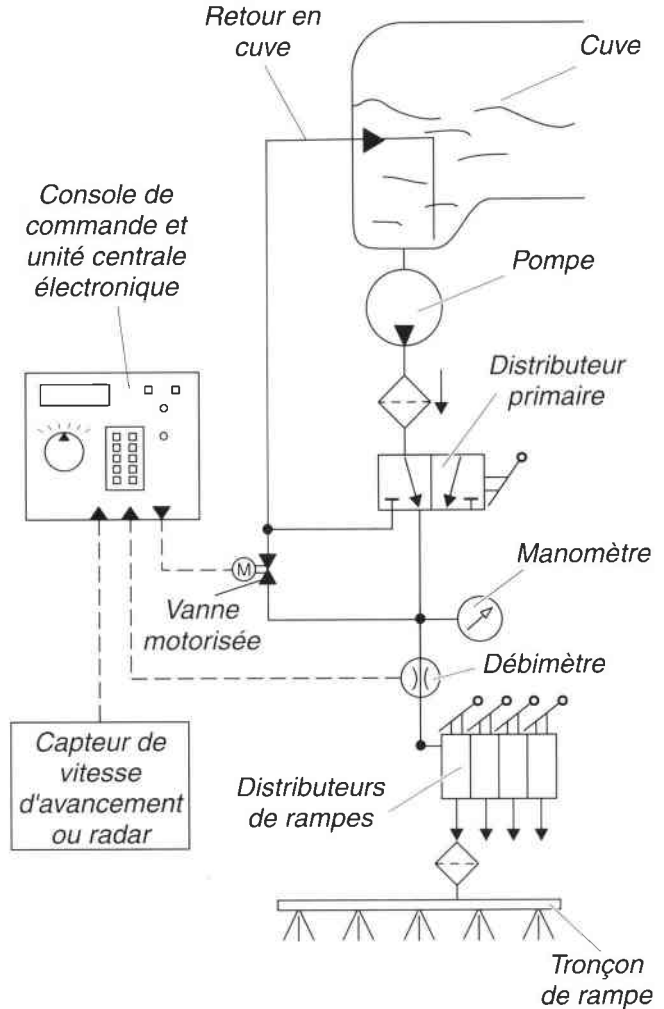 Retour en
cuve
Cuve
Console de
commande et
unité centrale
électronique
Pompe
Distributeur
primaire
M
Manomètre
Vanne
motorisée
Débimètre
Capteur de
vitesse
d'avancement
ou radar
Distributeurs
de rampes
Tronçon
de rampe